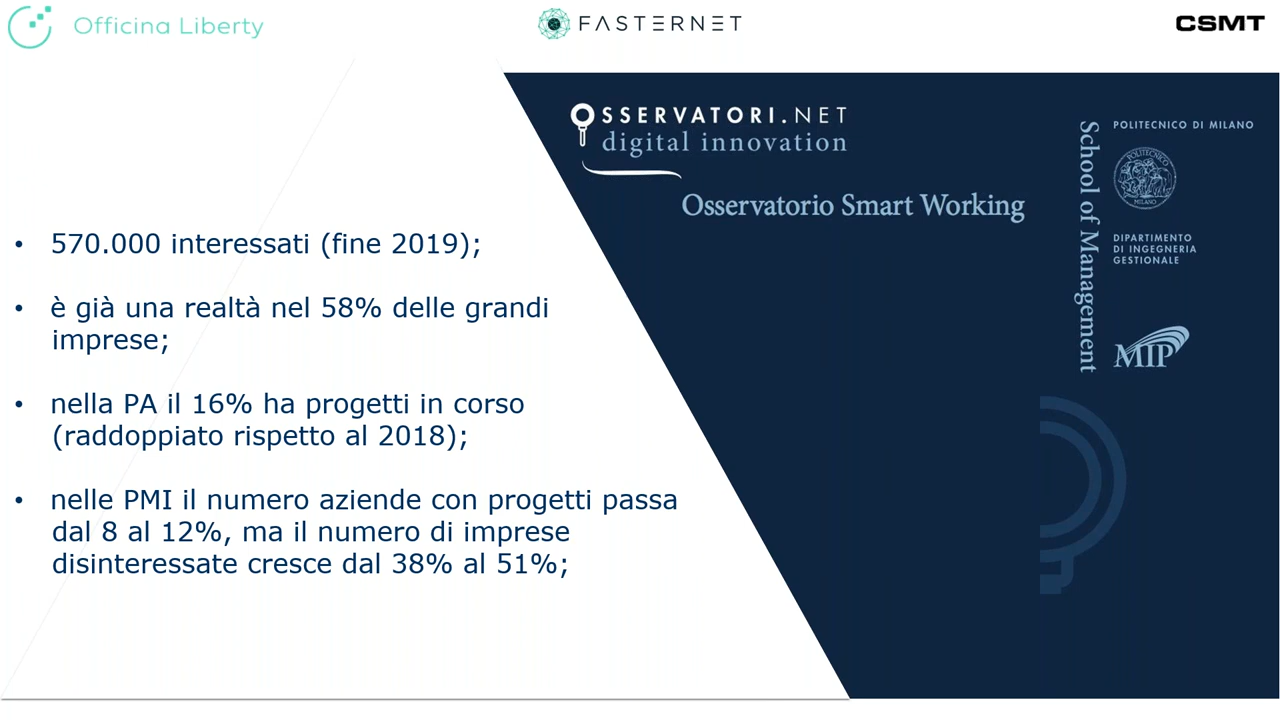 Officina Liberty
FASTERNET
CSMT
OSSERVATORI.NET
digital innovation
Osservatorio Smart Working
School of Management
POLITECNICO DI MILANO
POLITECNICO
MILANO
DIPARTIMENTO
DI INGEGNERIA
GESTIONALE
MIP
• 570.000 interessati (fine 2019);
• è già una realtà nel 58% delle grandi
imprese;
• nella PA il 16% ha progetti in corso
(raddoppiato rispetto al 2018);
• nelle PMI il numero aziende con progetti passa
dal 8 al 12%, ma il numero di imprese
disinteressate cresce dal 38% al 51%;